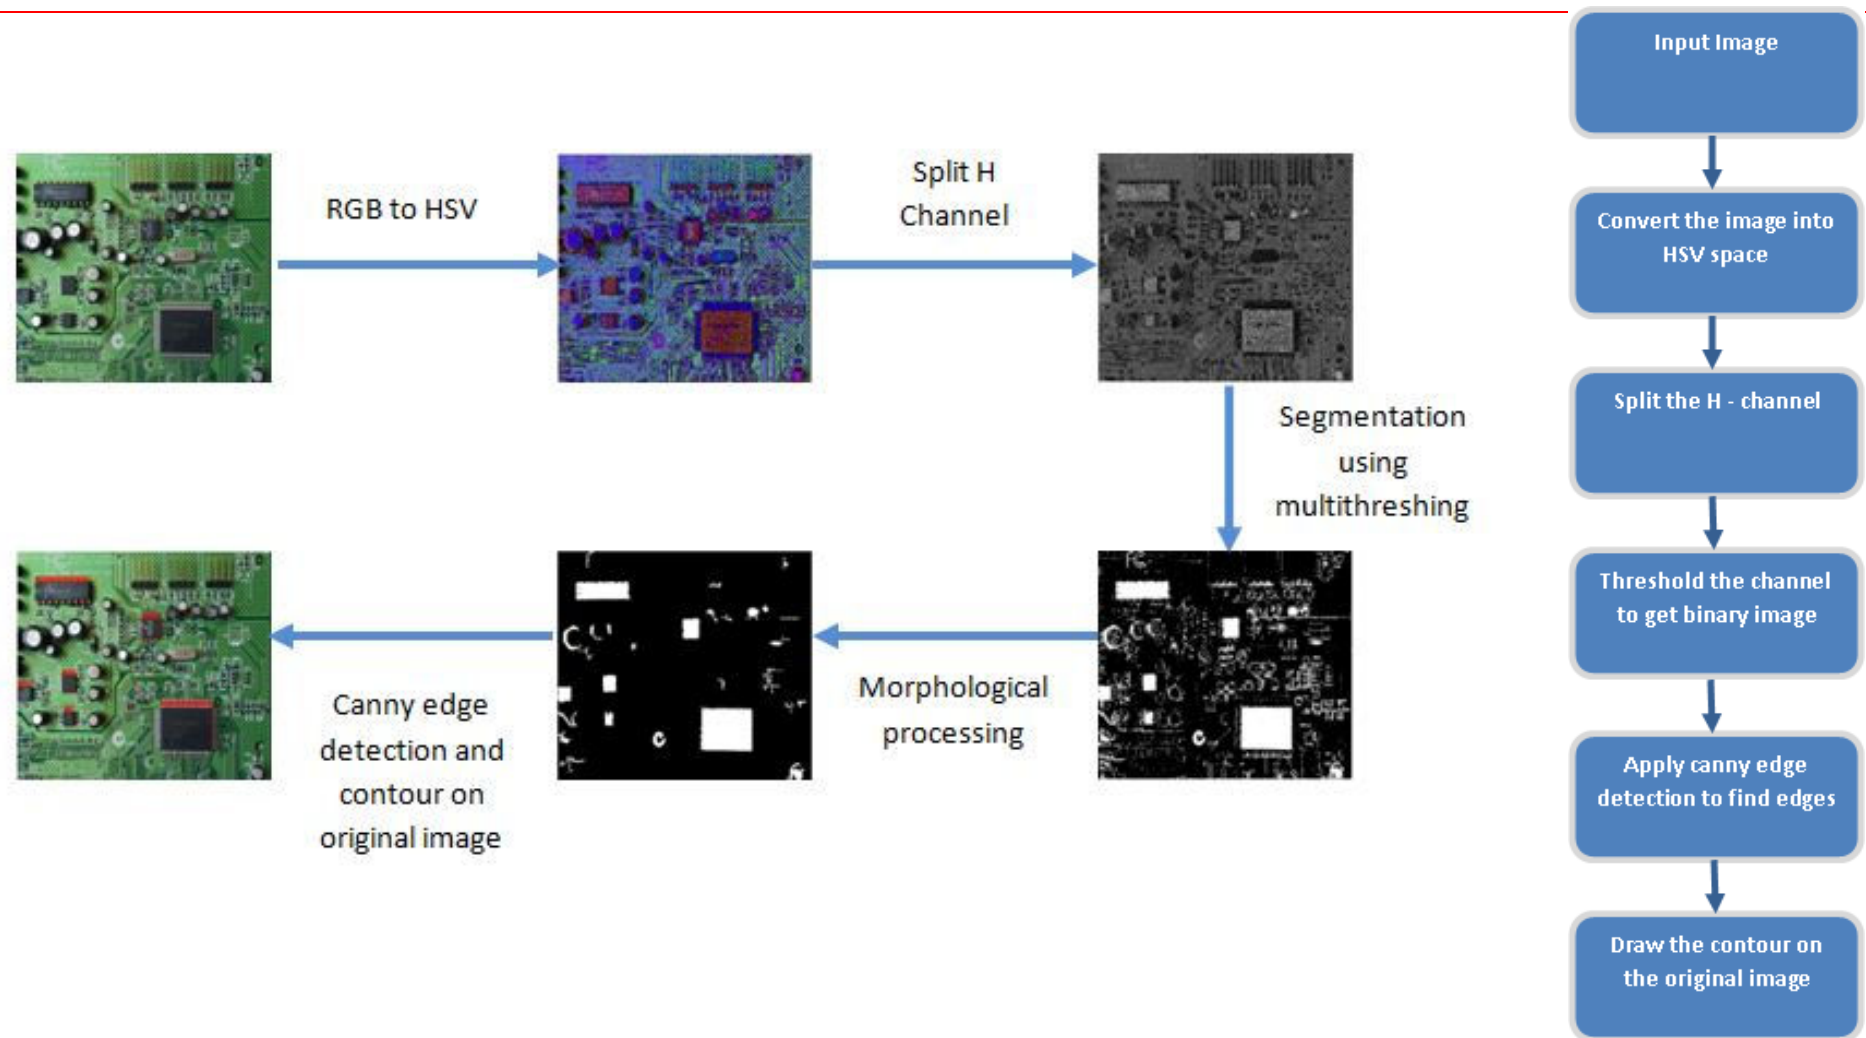 RGB to HSV
Split H
Channel
Segmentation
using
multithreshing
Morphological
processing
Canny edge
detection and
contour on
original image
Input Image
Convert the image into
HSV space
Split the H - channel
Threshold the channel
to get binary image
Apply canny edge
detection to find edges
Draw the contour on
the original image